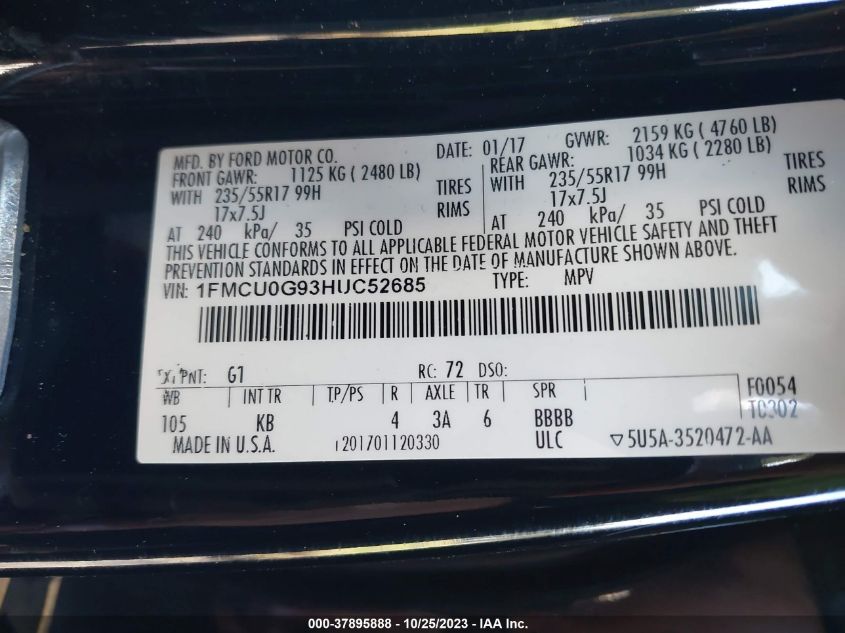 MFD. BY FORD MOTOR CO. DATE: 01/17 GVWR: 2159 KG ( 4760 LB)
FRONT GAWR: 1125 KG ( 2480 LB) REAR GAWR: 1034 KG ( 2280 LB)
WITH 235/55R17 99H TIRES WITH 235/55R17 99H TIRES
17x7.5J RIMS 17x7.5J RIMS
AT 240 kPa/ 35 PSI COLD AT 240 kPa/ 35 PSI COLD
THIS VEHICLE CONFORMS TO ALL APPLICABLE FEDERAL MOTOR VEHICLE SAFETY AND THEFT
PREVENTION STANDARDS IN EFFECT ON THE DATE OF MANUFACTURE SHOWN ABOVE.
VIN: 1FMCU0G93HUC52685 TYPE: MPV
PNT: G1 RC: 72 DSO:
WB INT TR TP/PS R AXLE TR SPR F0054
105 KB 4 3A 6 BBBB T0302
MADE IN U.S.A. 201701120330 ULC ▽5U5A-3520472-AA
000-37895888 - 10/25/2023 - IAA Inc.